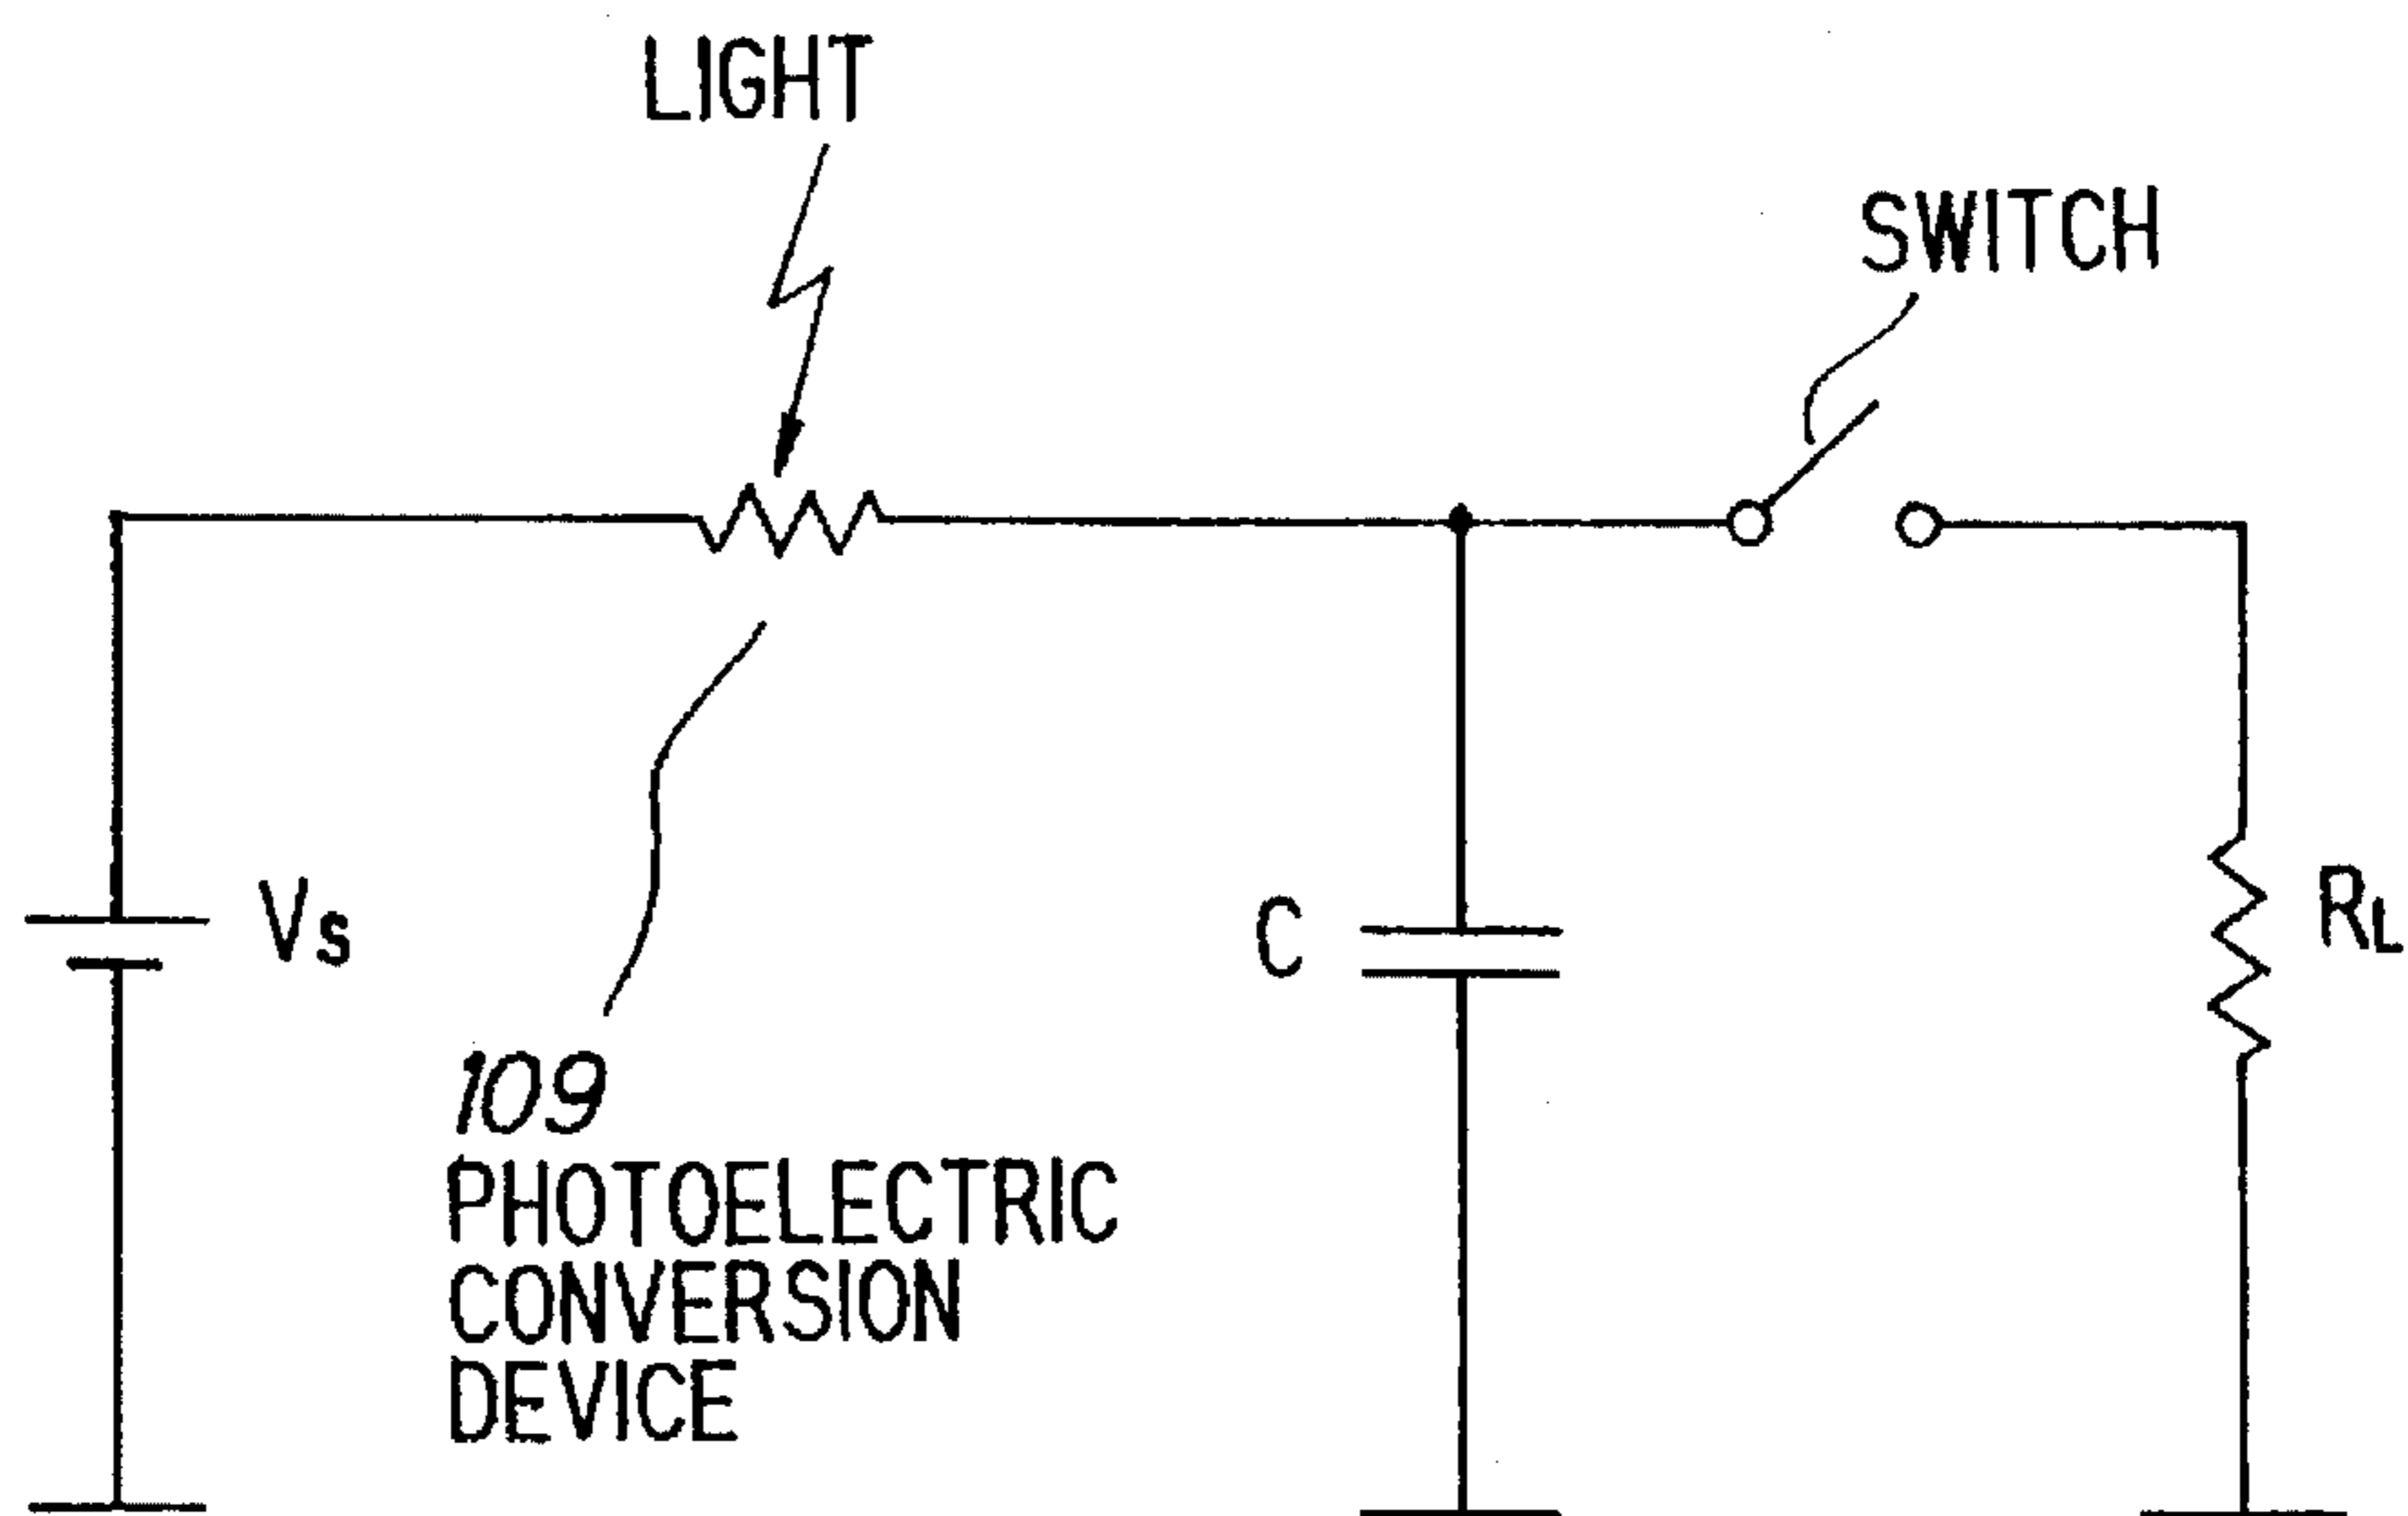 LIGHT
SWITCH
Vs
C
RL
109
PHOTOELECTRIC
CONVERSION
DEVICE